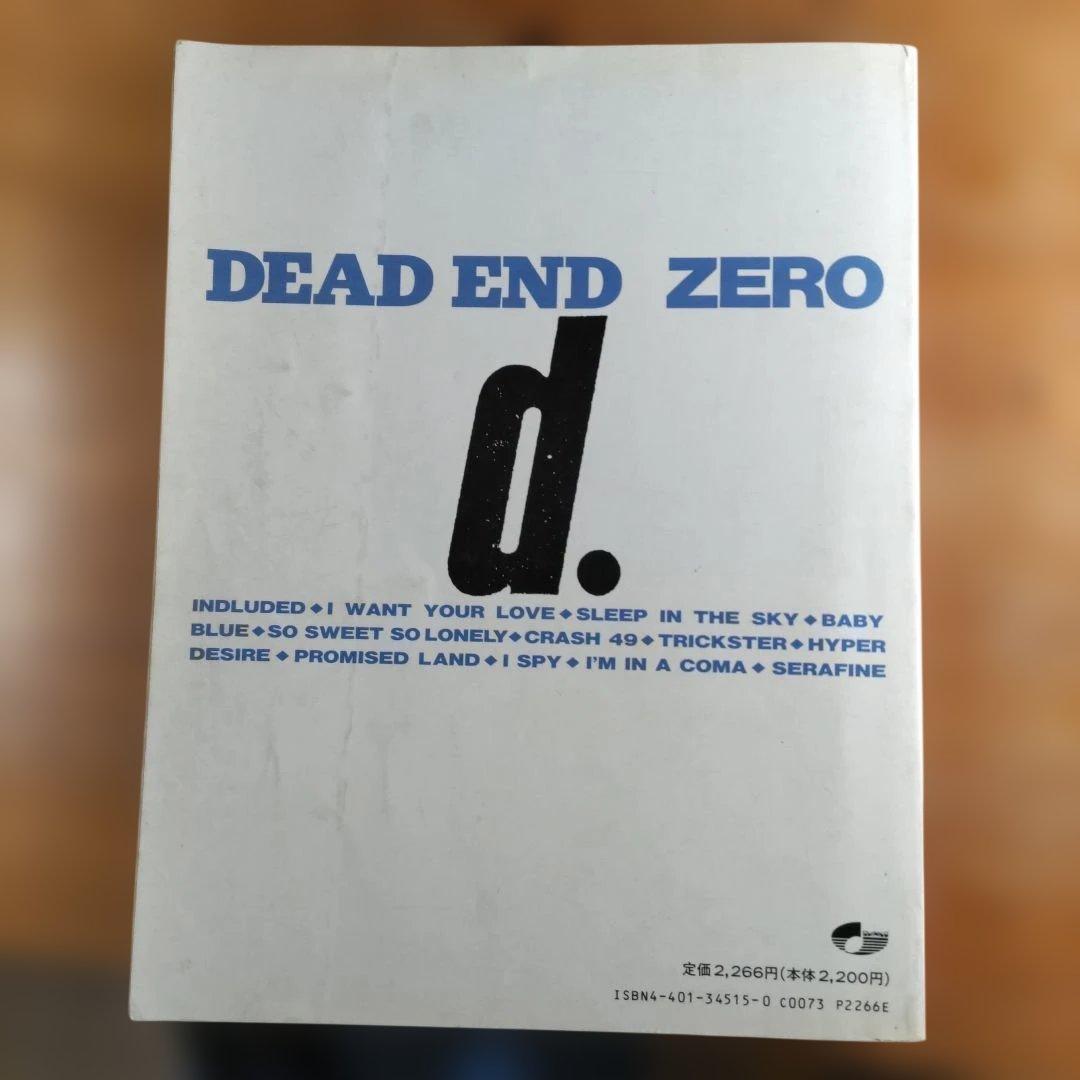 DEAD END ZERO
d.
INDLUDED◆I WANT YOUR LOVE◆SLEEP IN THE SKY◆BABY
BLUE◆SO SWEET SO LONELY◆CRASH 49◆TRICKSTER◆HYPER
DESIRE◆PROMISED LAND◆I SPY◆I'M IN A COMA◆SERAFINE
定価2,266円(本体2,200円)
ISBN4-401-34515-0 C0073 P2266E